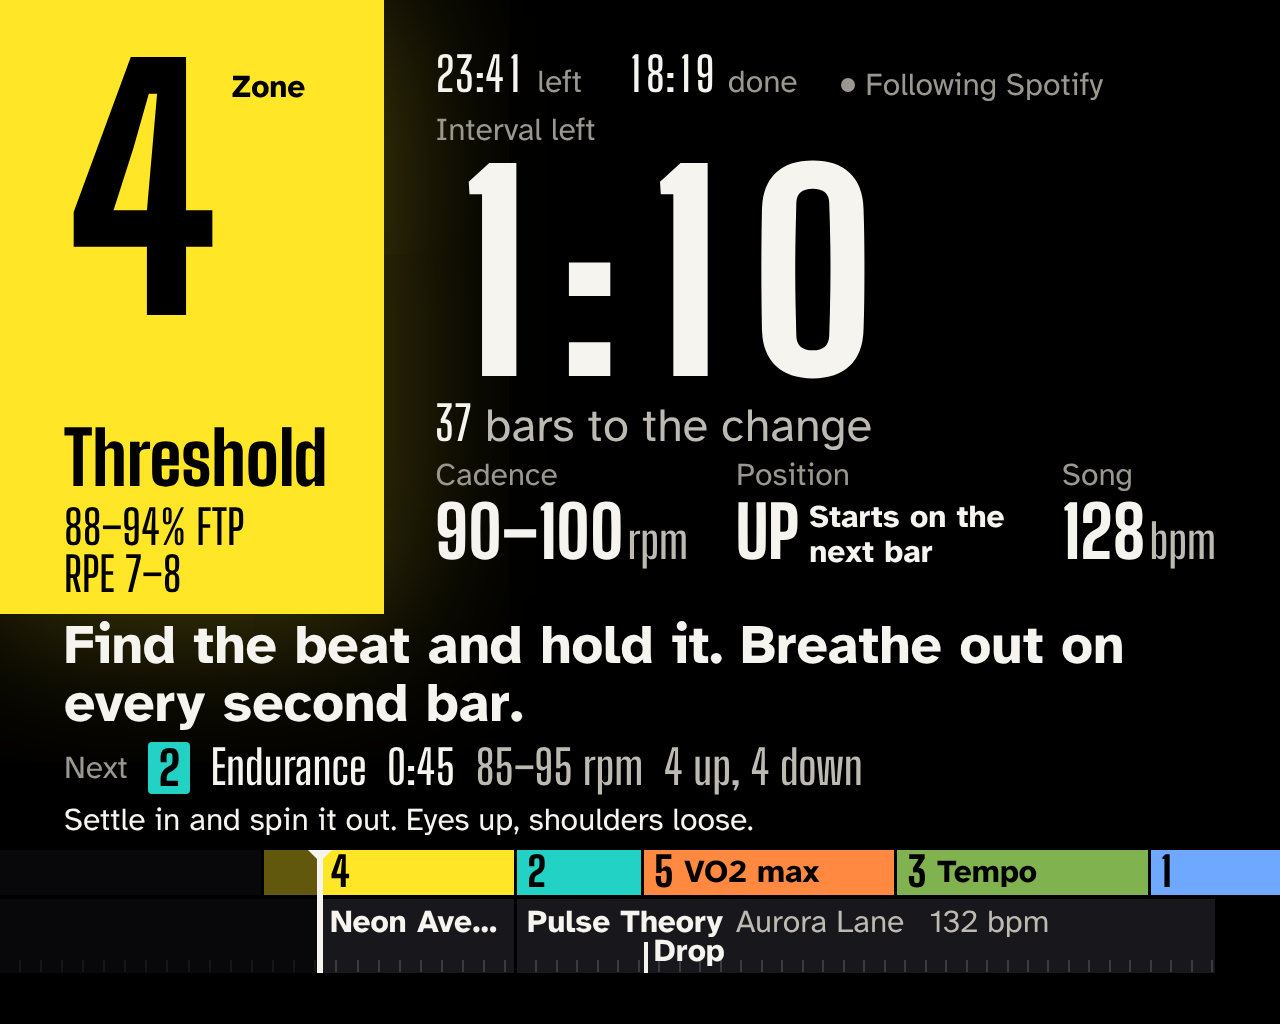 4 Zone
Threshold
88–94% FTP
RPE 7–8
23:41 left 18:19 done Following Spotify
Interval left
1:10
37 bars to the change
Cadence Position Song
90–100 rpm UP Starts on the next bar 128 bpm
Find the beat and hold it. Breathe out on
every second bar.
Next 2 Endurance 0:45 85–95 rpm 4 up, 4 down
Settle in and spin it out. Eyes up, shoulders loose.
4 2 5 VO2 max 3 Tempo 1
Neon Ave... Pulse Theory Aurora Lane 132 bpm
Drop